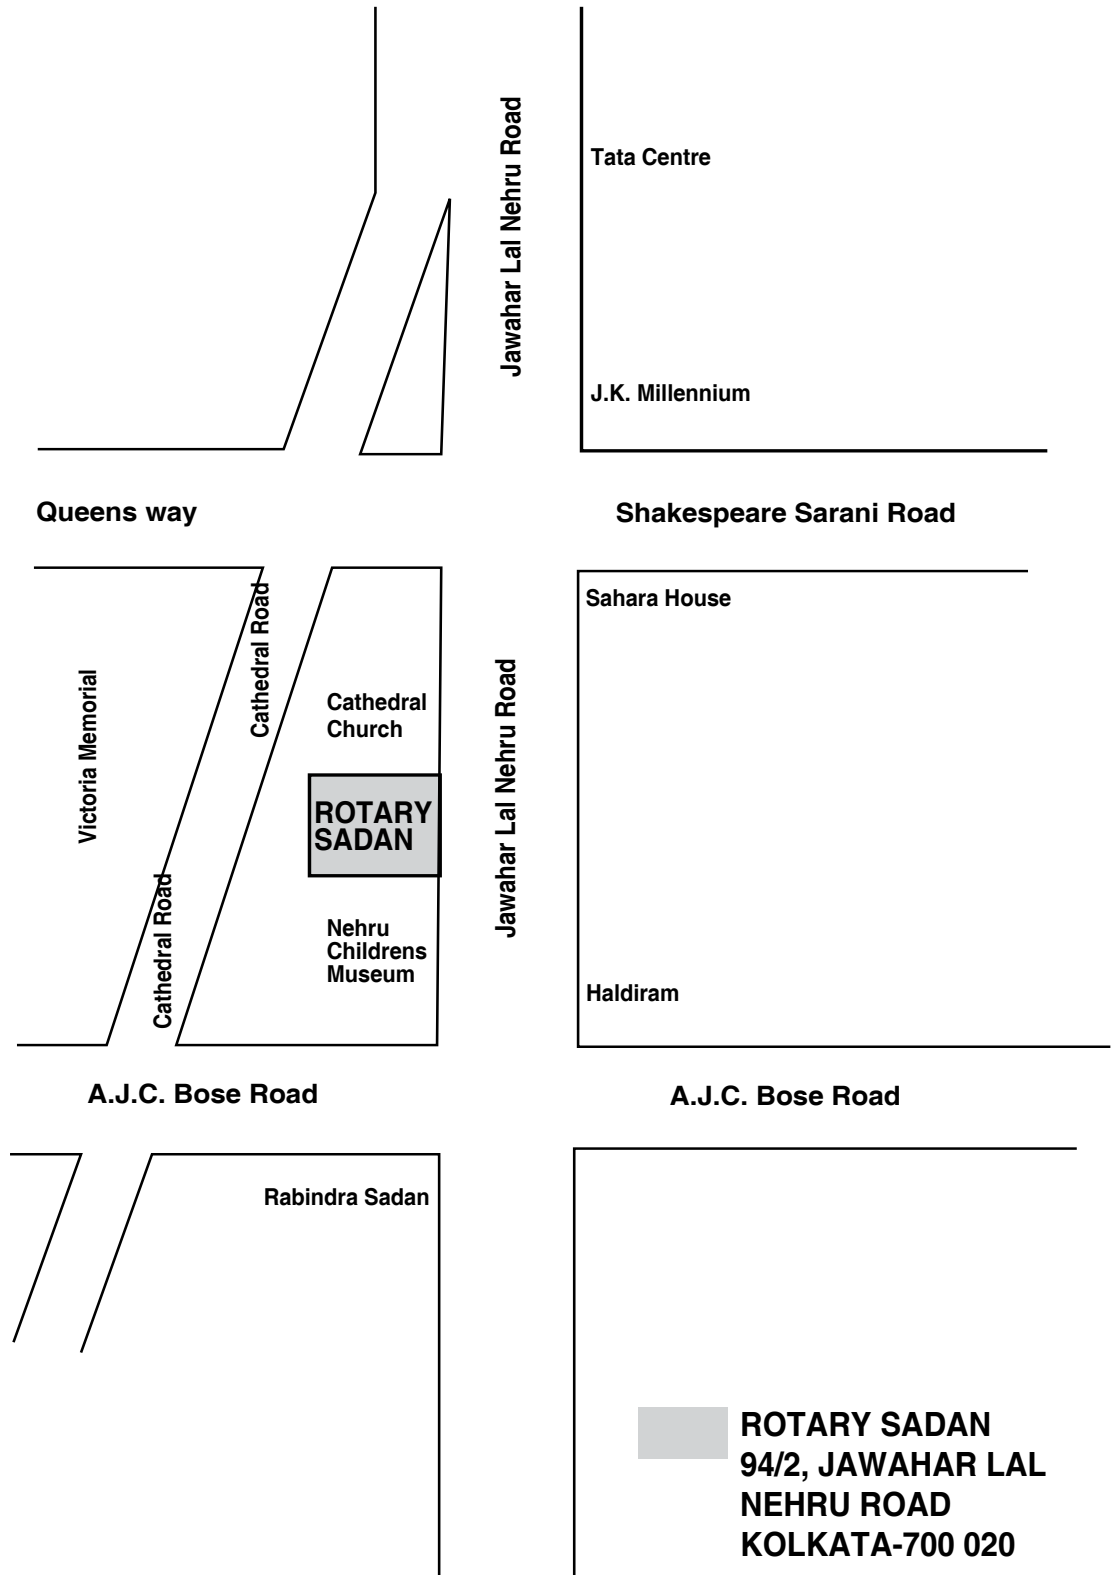 Jawahar Lal Nehru Road
Tata Centre
J.K. Millennium
Queens way
Shakespeare Sarani Road
Cathedral Road
Sahara House
Victoria Memorial
Cathedral
Church
Jawahar Lal Nehru Road
ROTARY
SADAN
Cathedral Road
Nehru
Childrens
Museum
Haldiram
A.J.C. Bose Road
A.J.C. Bose Road
Rabindra Sadan
ROTARY SADAN
94/2, JAWAHAR LAL
NEHRU ROAD
KOLKATA-700 020